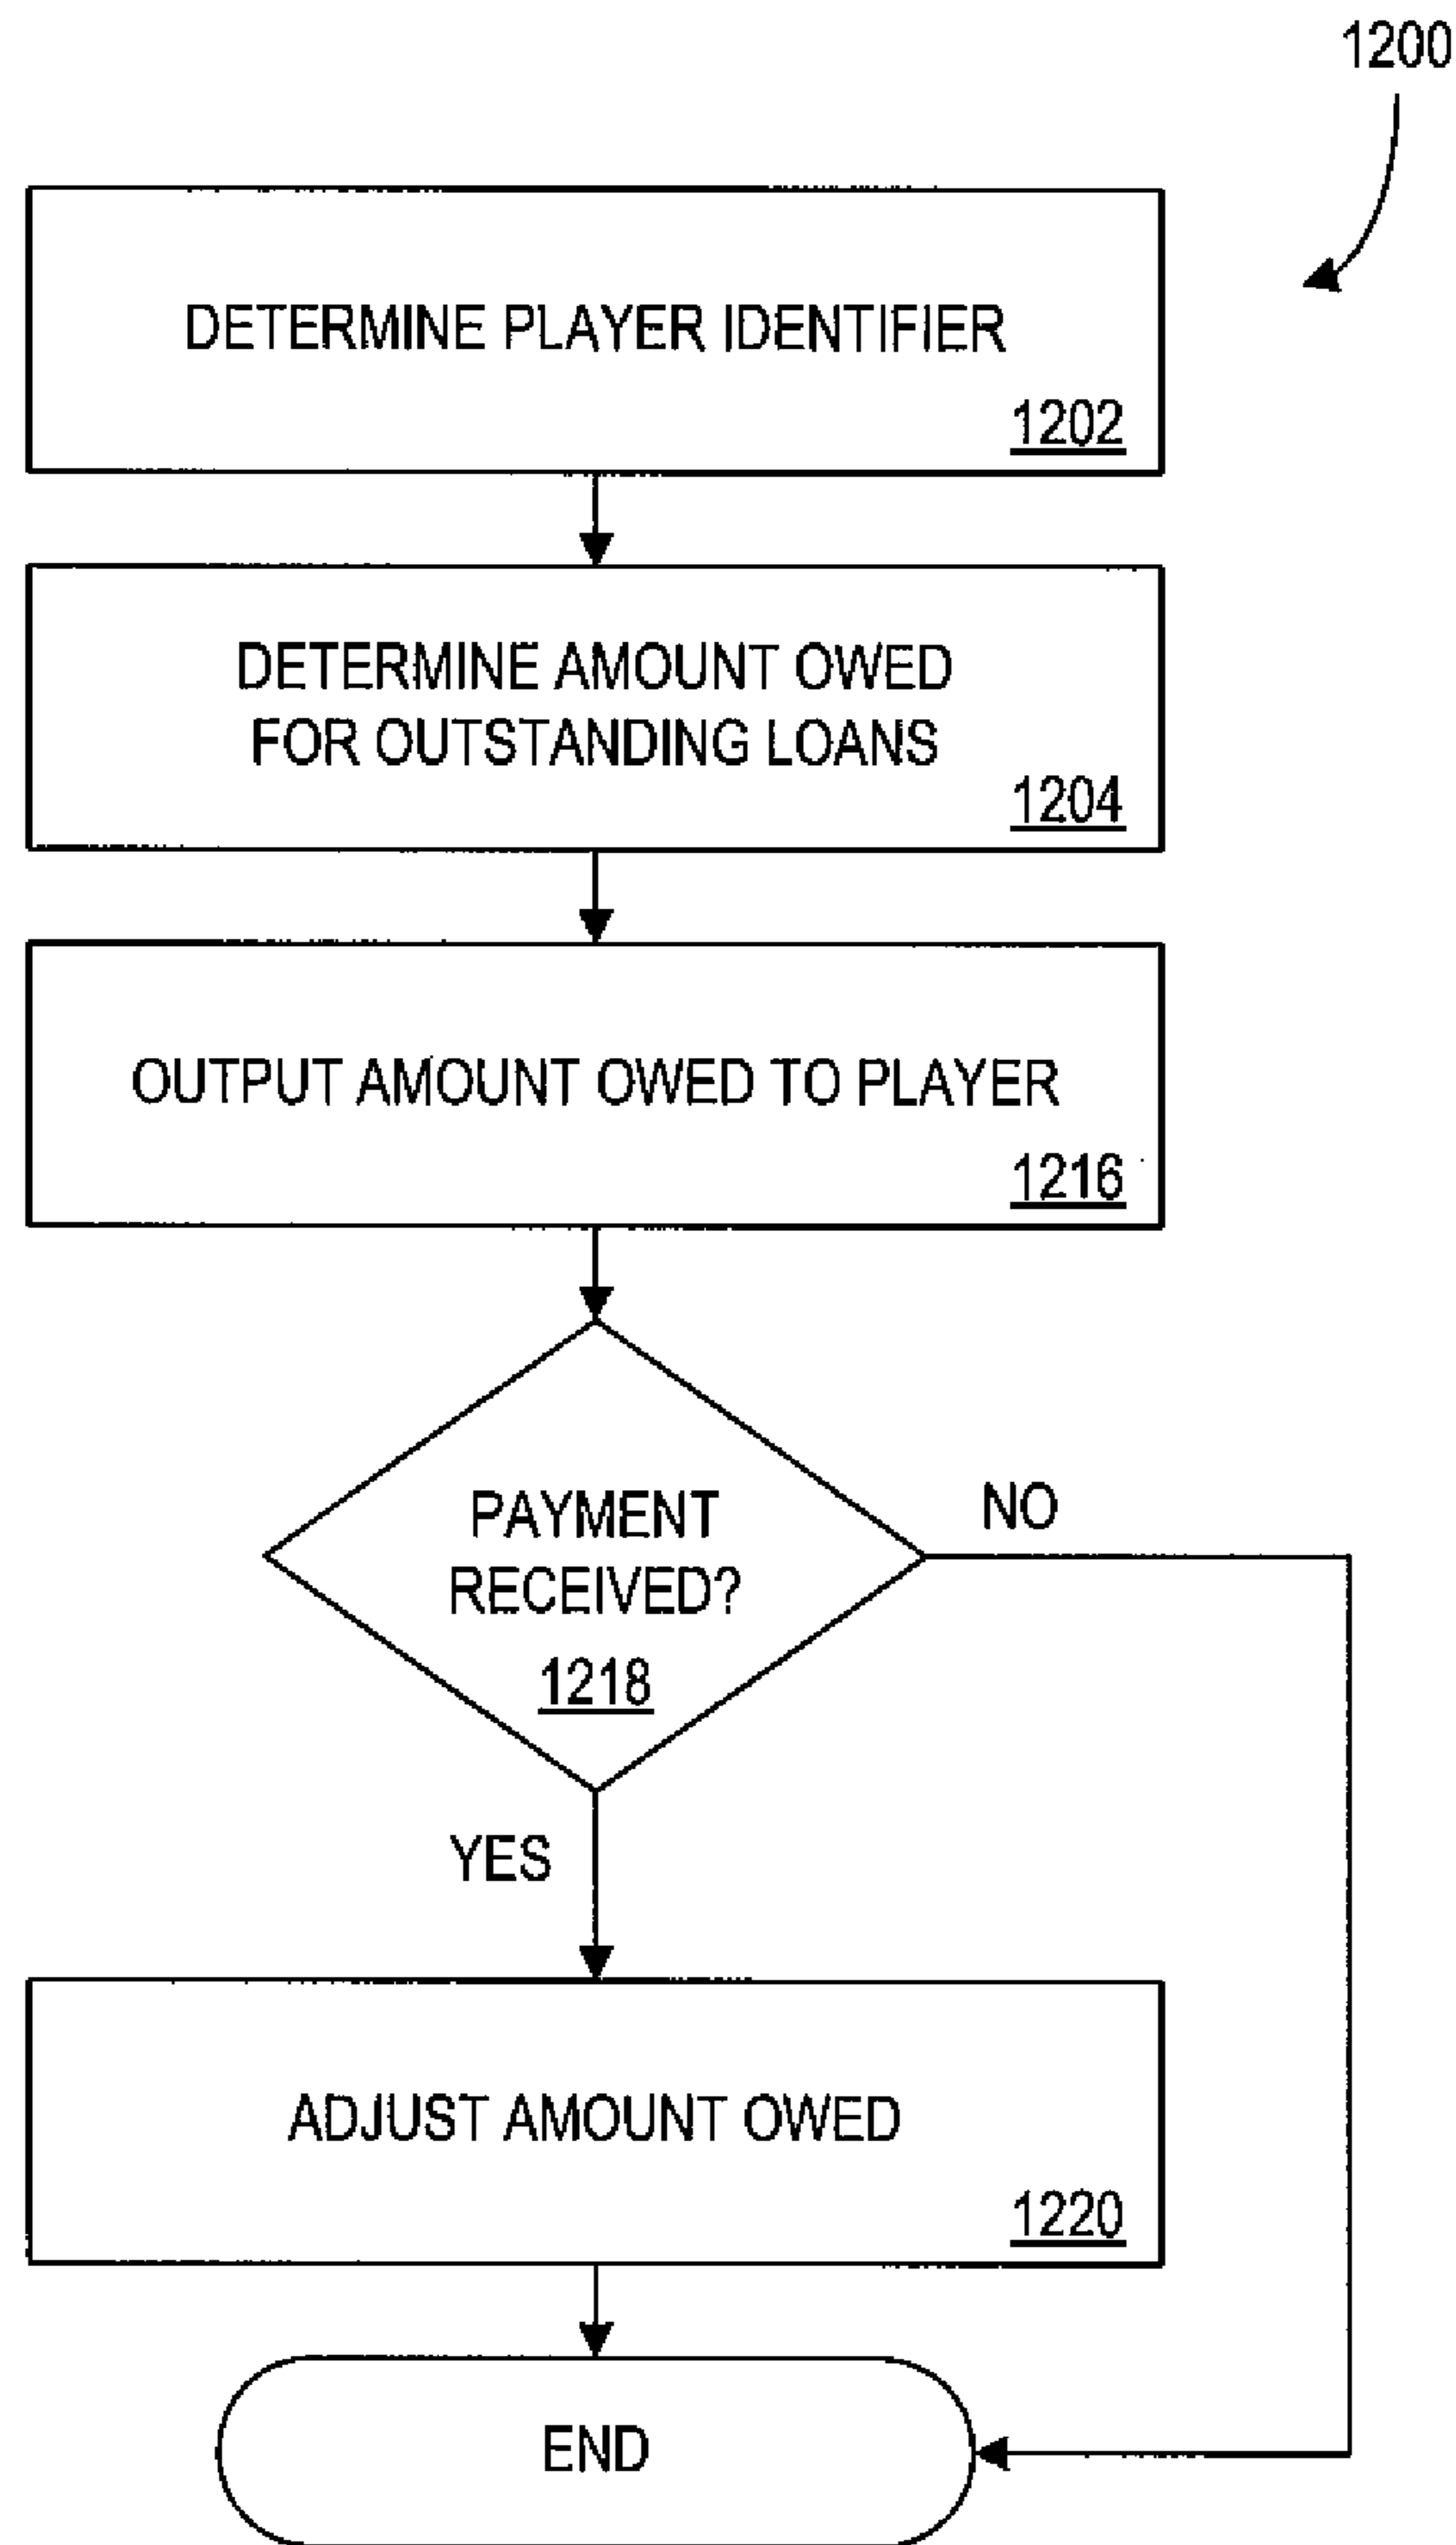 1200
DETERMINE PLAYER IDENTIFIER
1202
DETERMINE AMOUNT OWED
FOR OUTSTANDING LOANS
1204
OUTPUT AMOUNT OWED TO PLAYER
1216
PAYMENT
RECEIVED?
1218
NO
YES
ADJUST AMOUNT OWED
1220
END